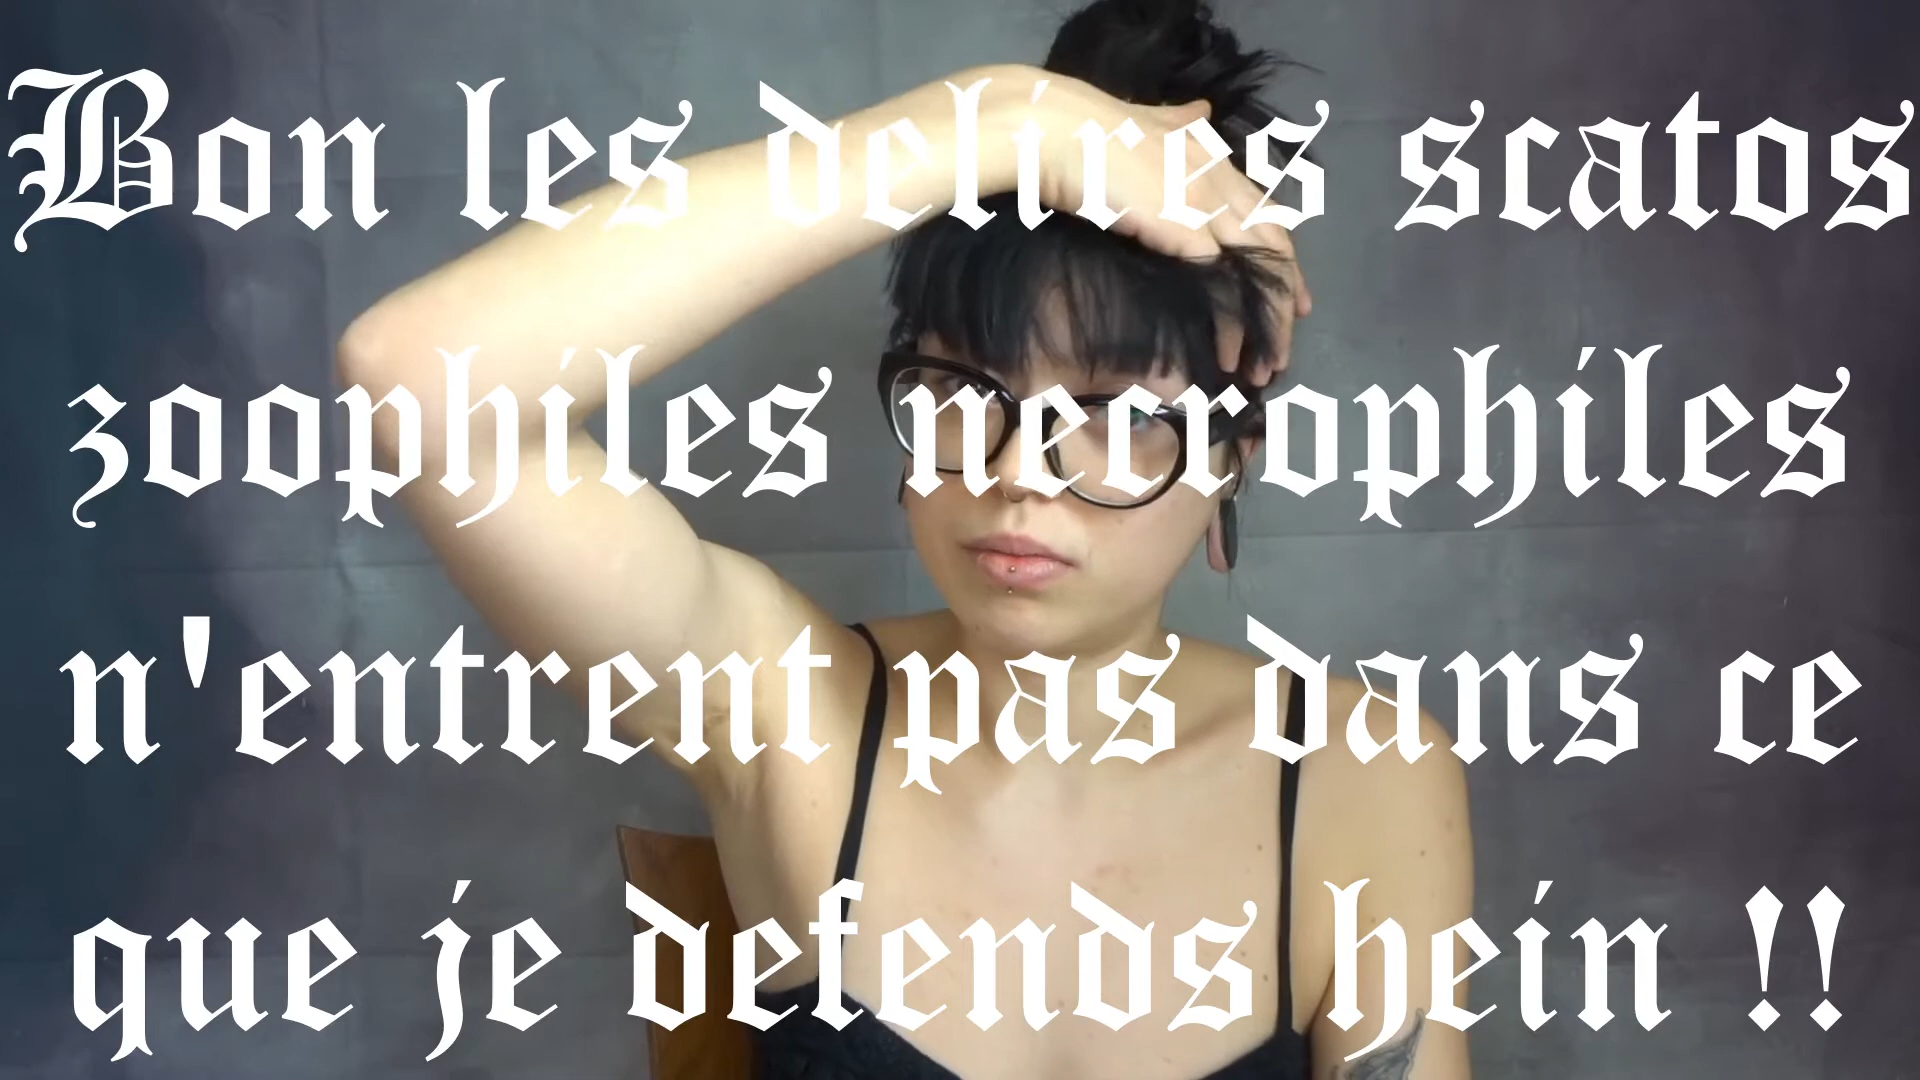 Bon les delires scatos
zoophiles necrophiles
n'entrent pas dans ce
que je defends hein !!